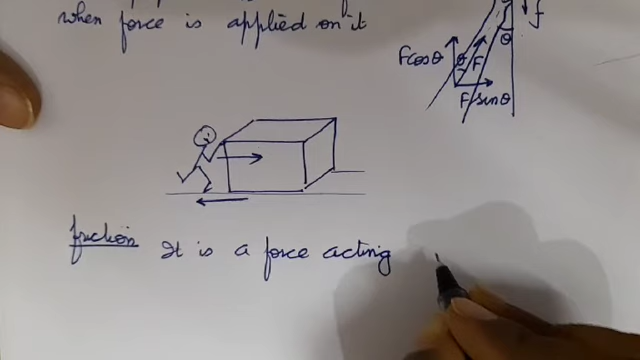 when force is applied on it
f
θ
Fcosθ
θ
F
Fsinθ
friction It is a force acting